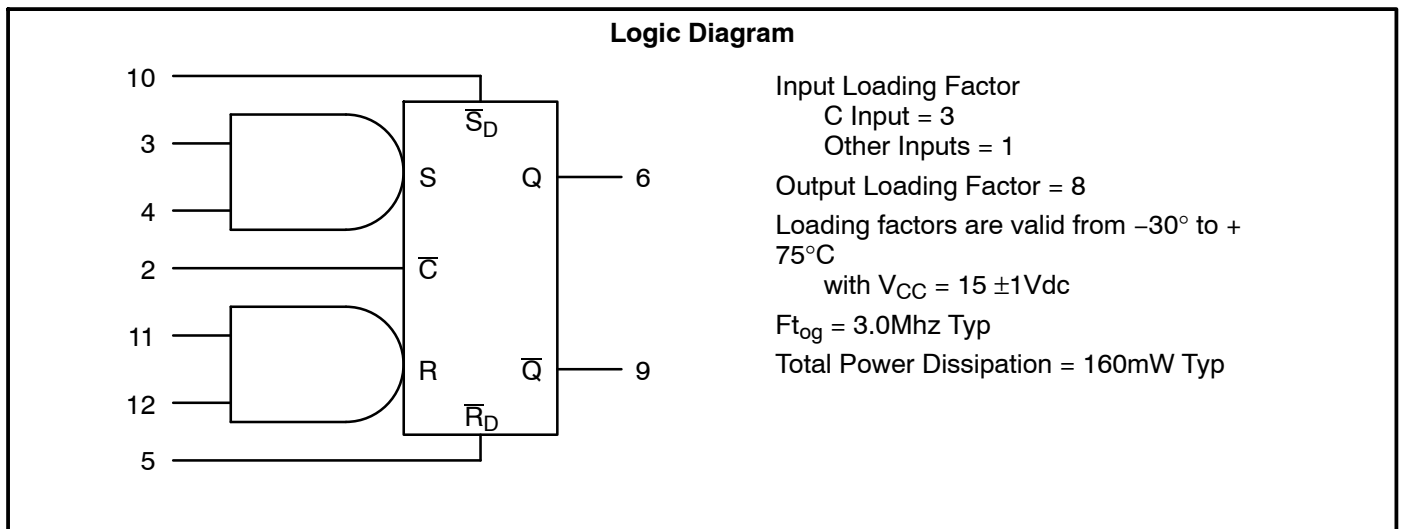 Logic Diagram
10
3
4
2
11
12
5
S̅D
S
Q
C̅
R
Q̅
R̅D
6
9
Input Loading Factor
C Input = 3
Other Inputs = 1
Output Loading Factor = 8
Loading factors are valid from −30° to +
75°C
with VCC = 15 ±1Vdc
Ftog = 3.0Mhz Typ
Total Power Dissipation = 160mW Typ